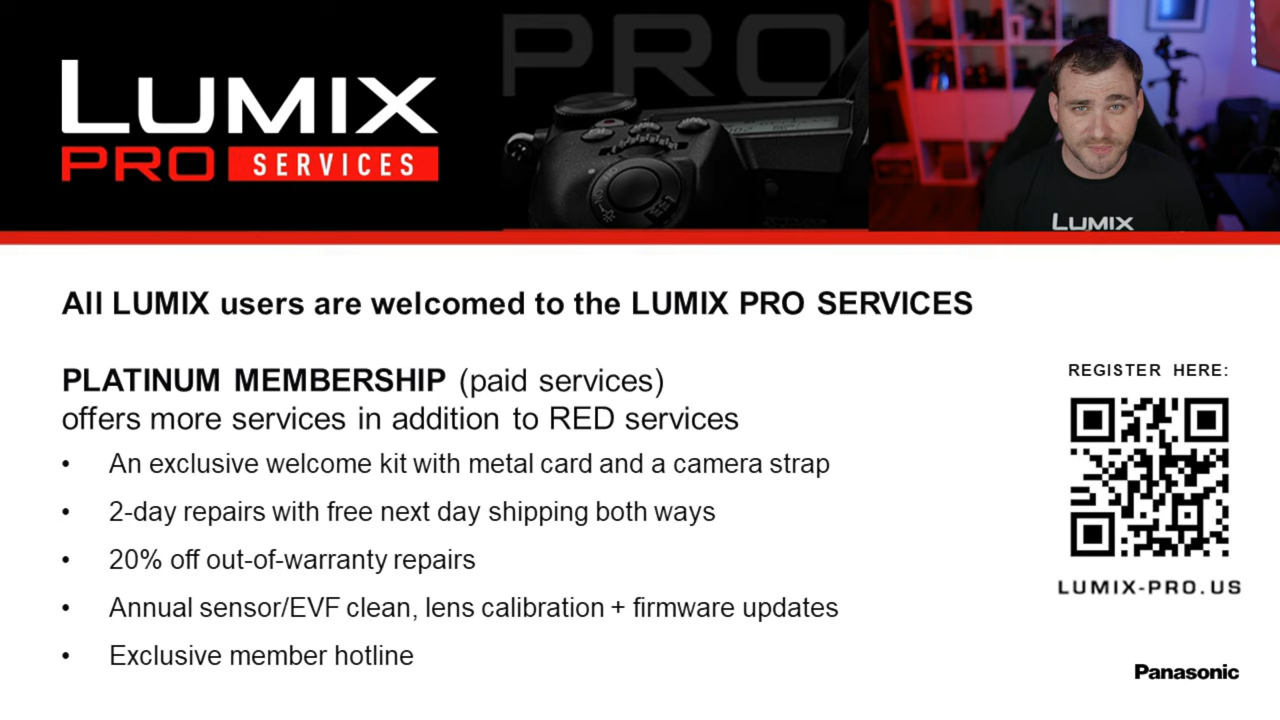 PRO
LUMIX
PRO SERVICES
LUMIX
All LUMIX users are welcomed to the LUMIX PRO SERVICES
PLATINUM MEMBERSHIP (paid services)
offers more services in addition to RED services
• An exclusive welcome kit with metal card and a camera strap
• 2-day repairs with free next day shipping both ways
• 20% off out-of-warranty repairs
• Annual sensor/EVF clean, lens calibration + firmware updates
• Exclusive member hotline
REGISTER HERE:
LUMIX-PRO.US
Panasonic